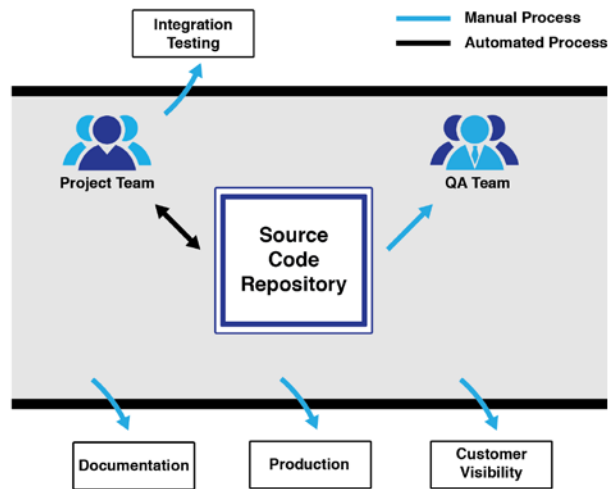 Integration
Testing
Manual Process
Automated Process
Project Team
QA Team
Source
Code
Repository
Documentation
Production
Customer
Visibility